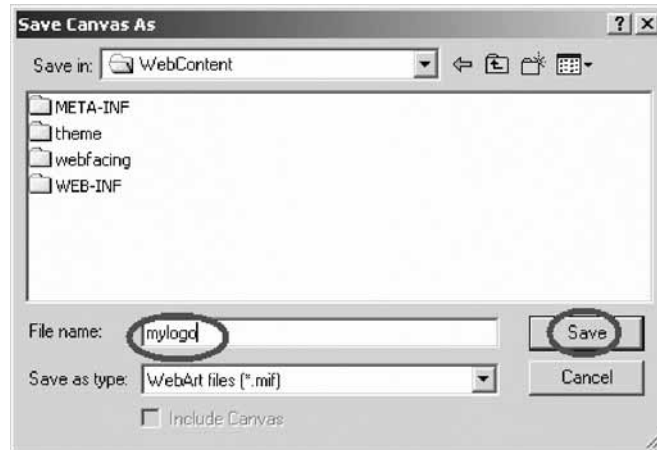 Save Canvas As
Save in: WebContent
META-INF
theme
webfacing
WEB-INF
File name: mylogo Save
Save as type: WebArt files (*.mif) Cancel
Include Canvas